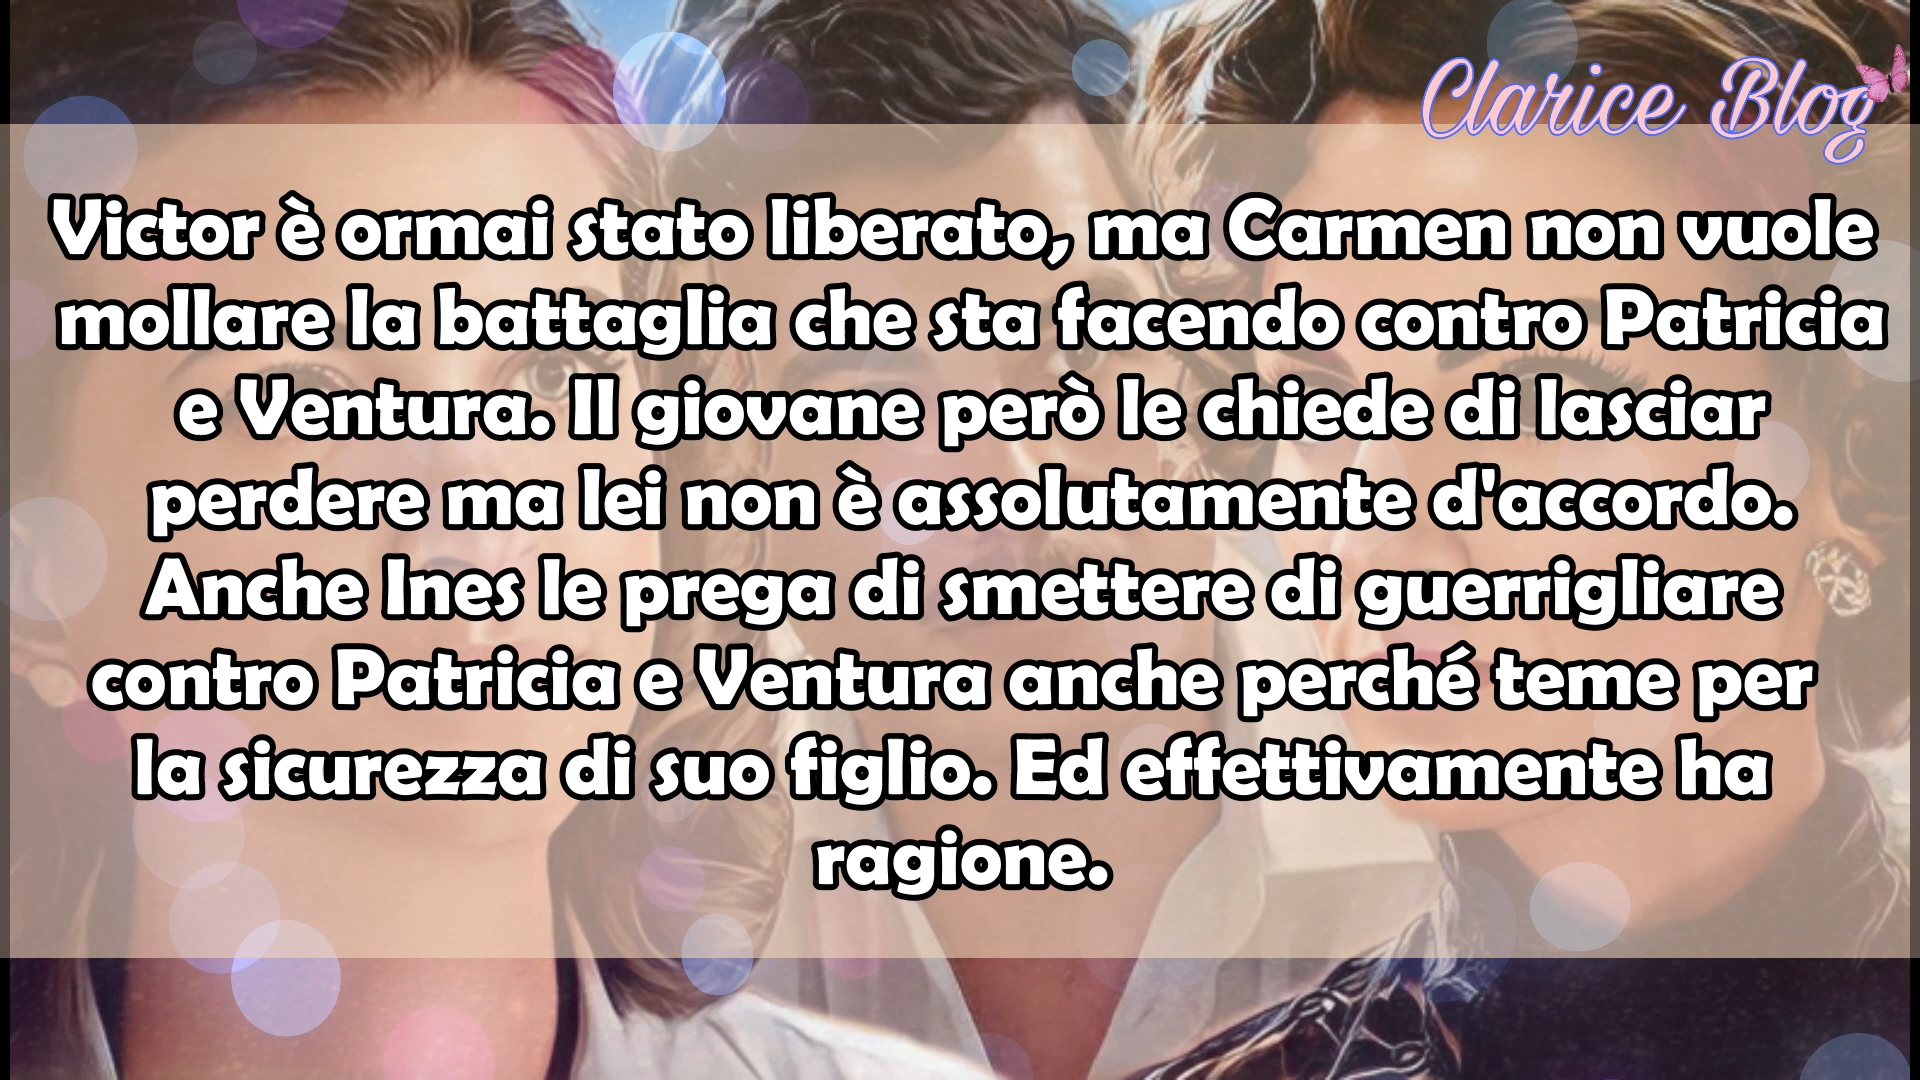 Clarice Blog
Victor è ormai stato liberato, ma Carmen non vuole
mollare la battaglia che sta facendo contro Patricia
e Ventura. Il giovane però le chiede di lasciar
perdere ma lei non è assolutamente d'accordo.
Anche Ines le prega di smettere di guerrigliare
contro Patricia e Ventura anche perché teme per
la sicurezza di suo figlio. Ed effettivamente ha
ragione.